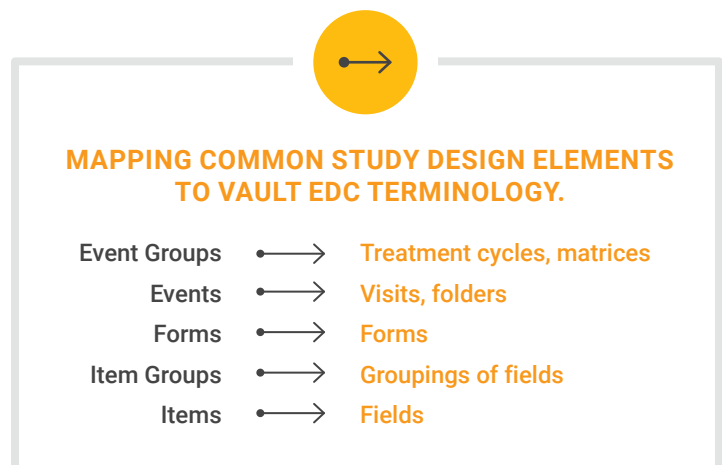 MAPPING COMMON STUDY DESIGN ELEMENTS
TO VAULT EDC TERMINOLOGY.
Event Groups Treatment cycles, matrices
Events Visits, folders
Forms Forms
Item Groups Groupings of fields
Items Fields